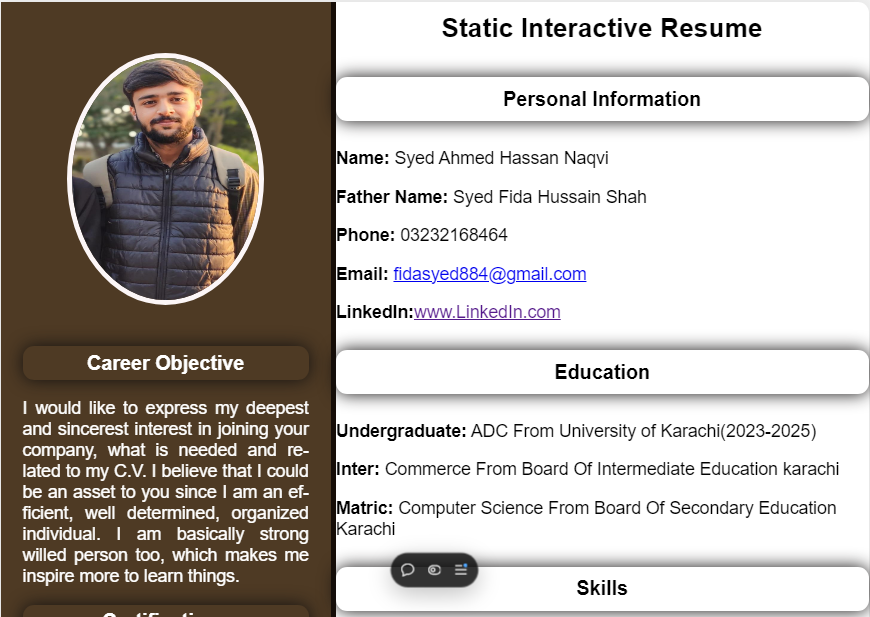 Static Interactive Resume
Personal Information
Name: Syed Ahmed Hassan Naqvi
Father Name: Syed Fida Hussain Shah
Phone: 03232168464
Email: fidasyed884@gmail.com
LinkedIn:www.LinkedIn.com
Education
Undergraduate: ADC From University of Karachi(2023-2025)
Inter: Commerce From Board Of Intermediate Education karachi
Matric: Computer Science From Board Of Secondary Education
Karachi
Skills
Career Objective
I would like to express my deepest
and sincerest interest in joining your
company, what is needed and re-
lated to my C.V. I believe that I could
be an asset to you since I am an ef-
ficient, well determined, organized
individual. I am basically strong
willed person too, which makes me
inspire more to learn things.